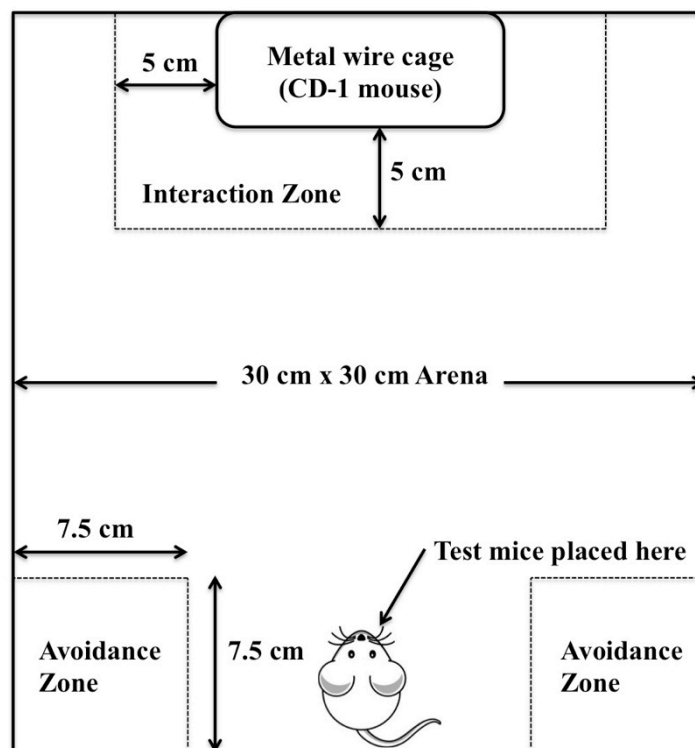 5 cm
Metal wire cage
(CD-1 mouse)
5 cm
Interaction Zone
30 cm x 30 cm Arena
7.5 cm
Test mice placed here
Avoidance
Zone
7.5 cm
Avoidance
Zone